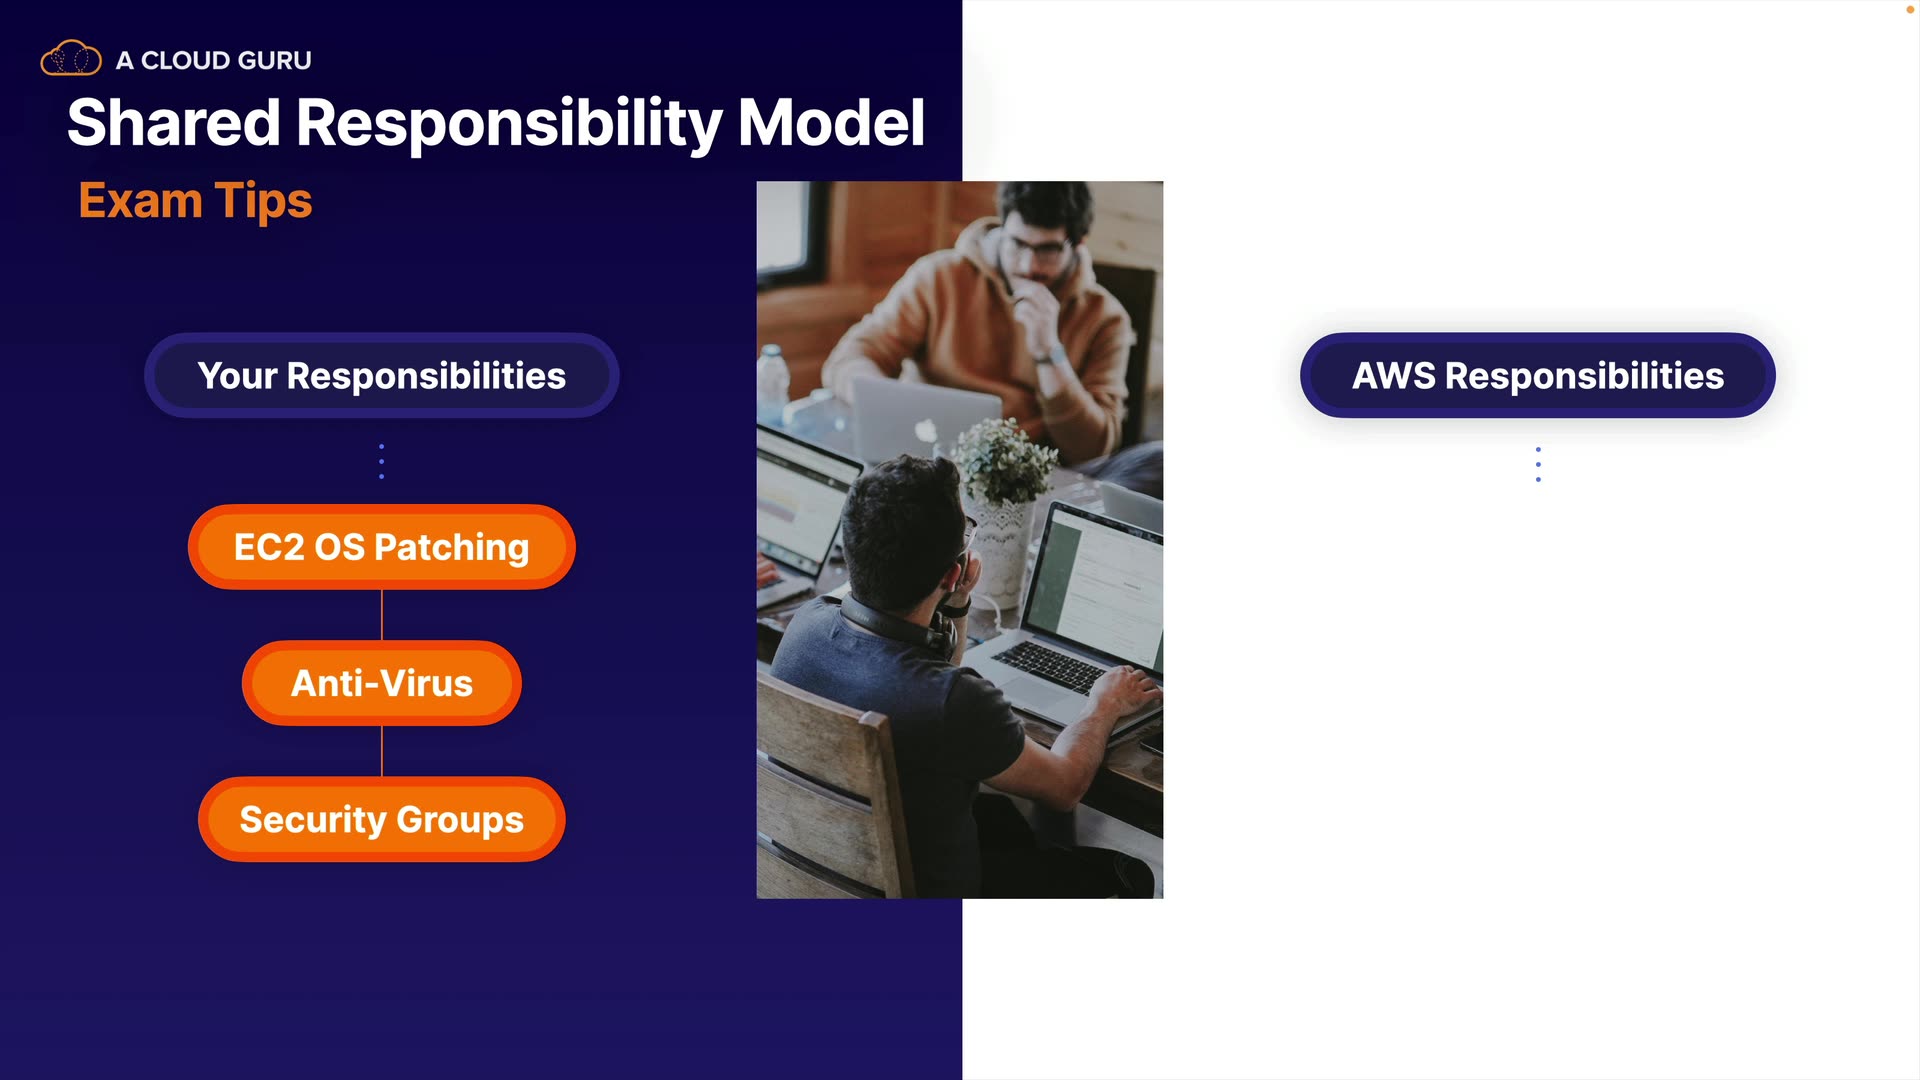 A CLOUD GURU
Shared Responsibility Model
Exam Tips
Your Responsibilities
EC2 OS Patching
Anti-Virus
Security Groups
AWS Responsibilities